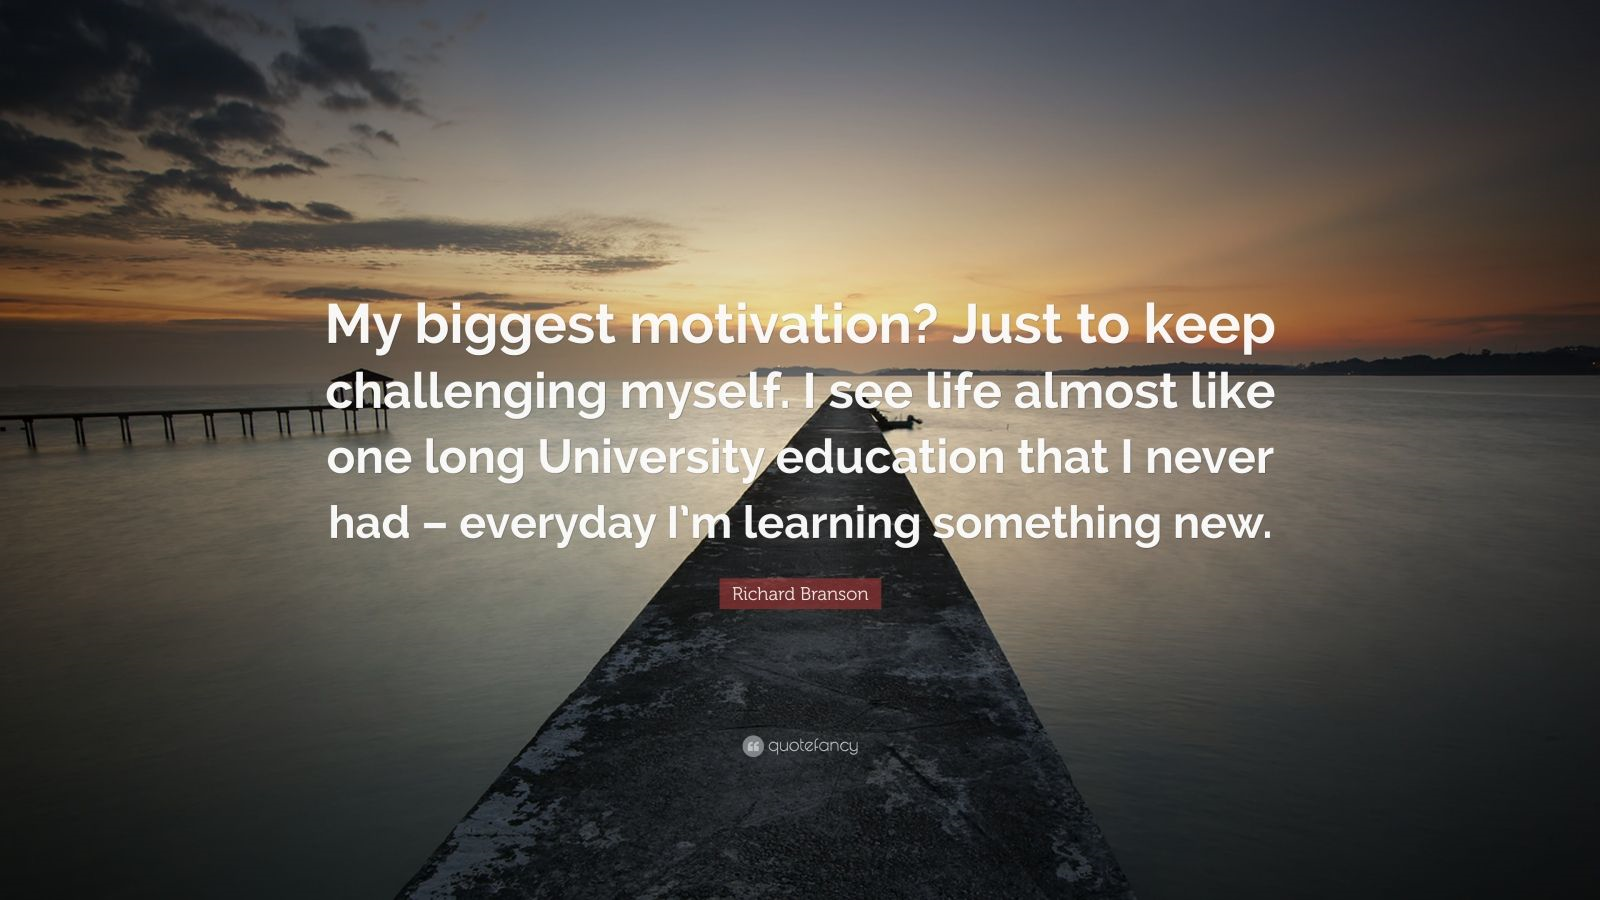 My biggest motivation? Just to keep
challenging myself. I see life almost like
one long University education that I never
had – everyday I’m learning something new.
Richard Branson
quotefancy